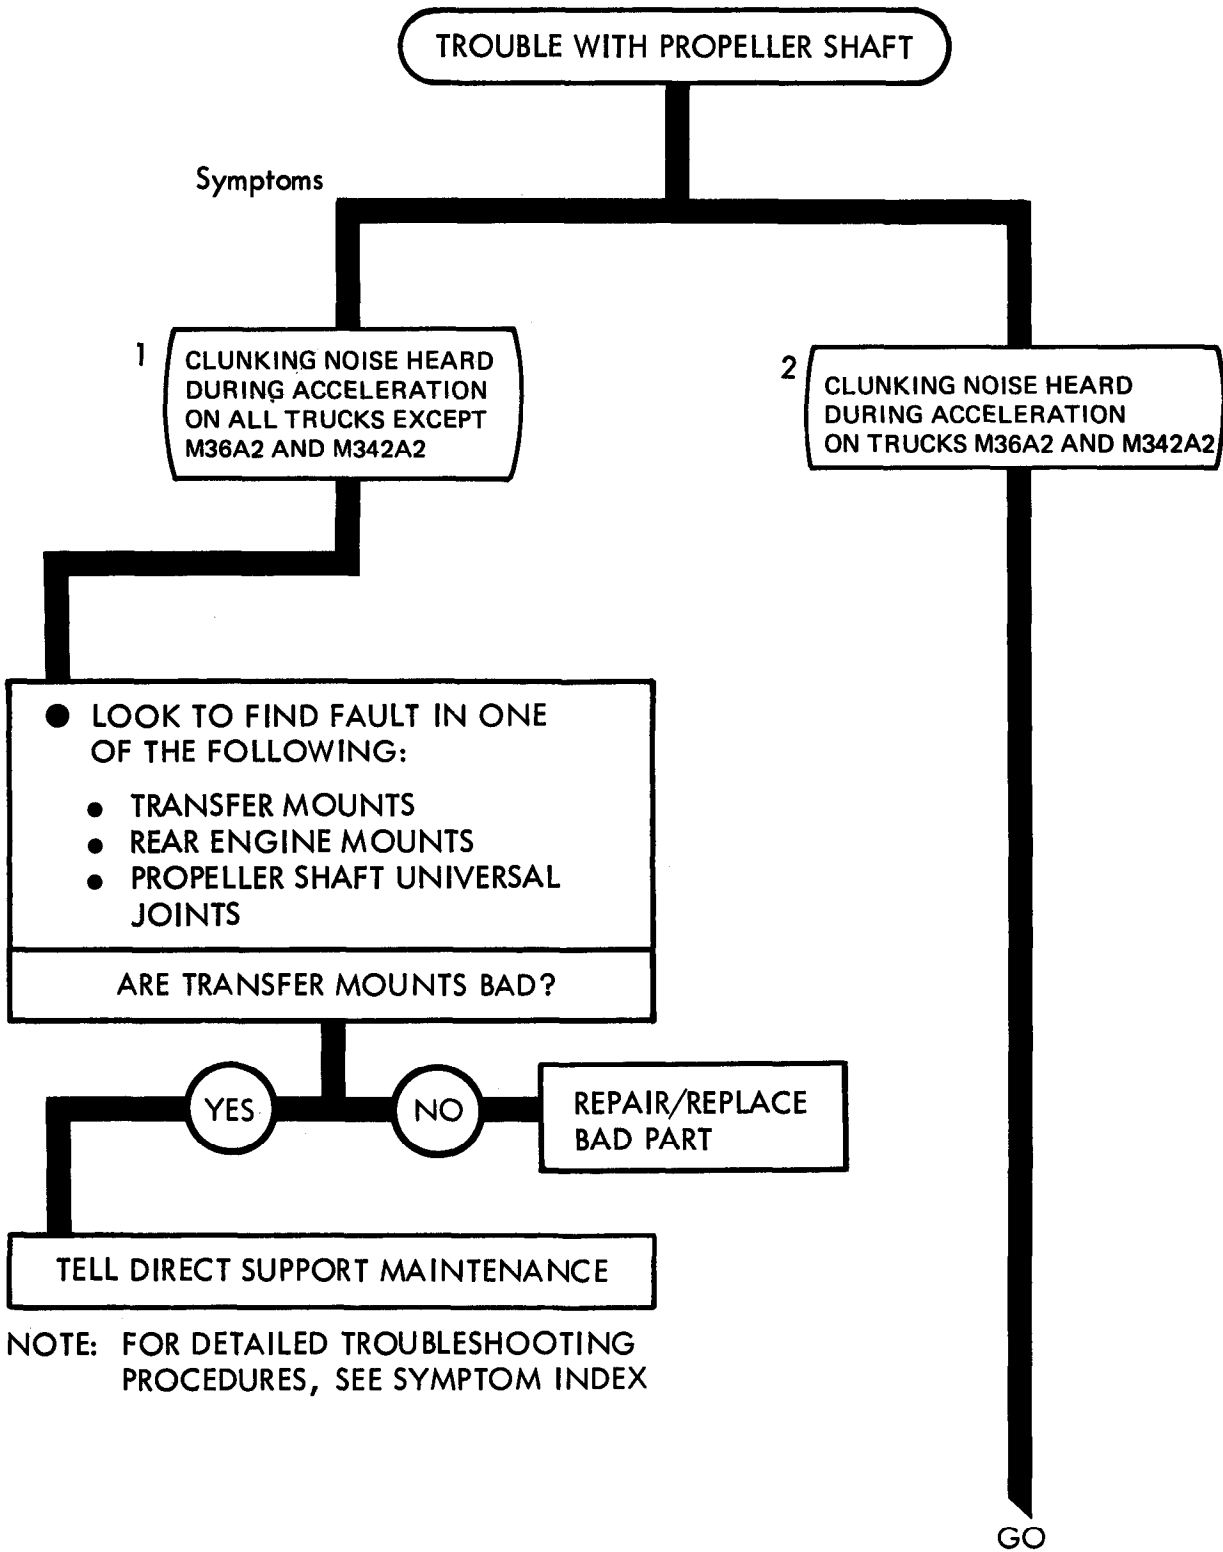 TROUBLE WITH PROPELLER SHAFT
Symptoms
1
CLUNKING NOISE HEARD
DURING ACCELERATION
ON ALL TRUCKS EXCEPT
M36A2 AND M342A2
2
CLUNKING NOISE HEARD
DURING ACCELERATION
ON TRUCKS M36A2 AND M342A2
● LOOK TO FIND FAULT IN ONE
OF THE FOLLOWING:
● TRANSFER MOUNTS
● REAR ENGINE MOUNTS
● PROPELLER SHAFT UNIVERSAL
JOINTS
ARE TRANSFER MOUNTS BAD?
YES
NO
REPAIR/REPLACE
BAD PART
TELL DIRECT SUPPORT MAINTENANCE
NOTE: FOR DETAILED TROUBLESHOOTING
PROCEDURES, SEE SYMPTOM INDEX
GO